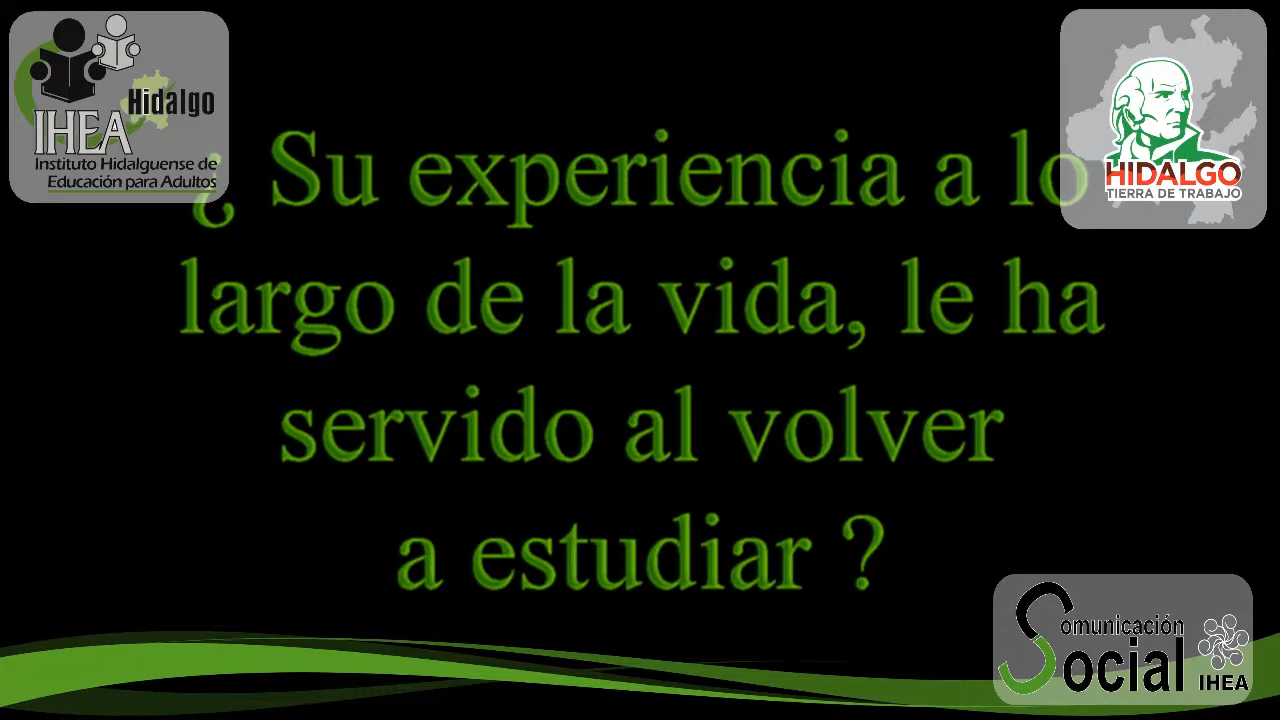 Hidalgo
IHEA
Instituto Hidalguense de
Educación para Adultos
HIDALGO
TIERRA DE TRABAJO
¿ Su experiencia a lo
largo de la vida, le ha
servido al volver
a estudiar ?
Comunicación
Social
IHEA